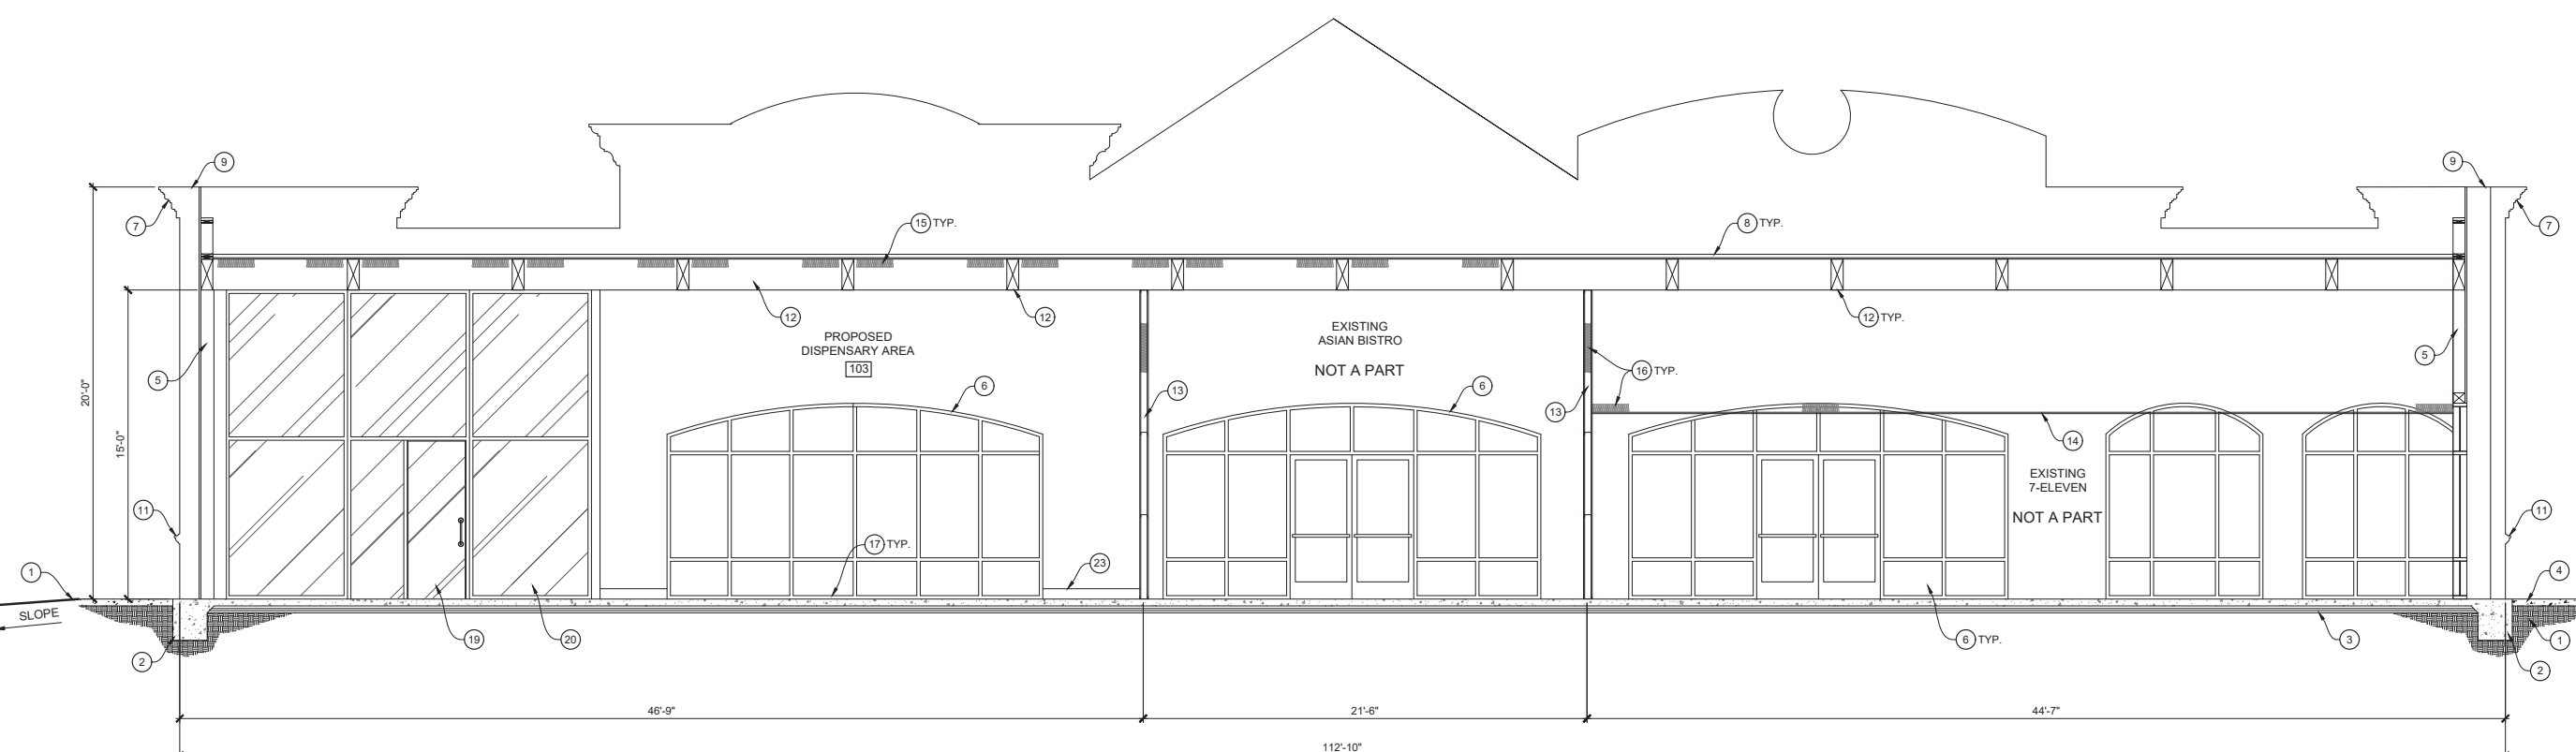 9
9
7
15 TYP.
8 TYP.
7
12
12
12 TYP.
PROPOSED
DISPENSARY AREA
103
EXISTING
ASIAN BISTRO
NOT A PART
5
5
20'-0"
15'-0"
6
13
6
13
16 TYP.
14
EXISTING
7-ELEVEN
NOT A PART
11
11
17 TYP.
23
1
SLOPE
4
19
20
6 TYP.
3
1
2
2
46'-9"
21'-6"
44'-7"
112'-10"